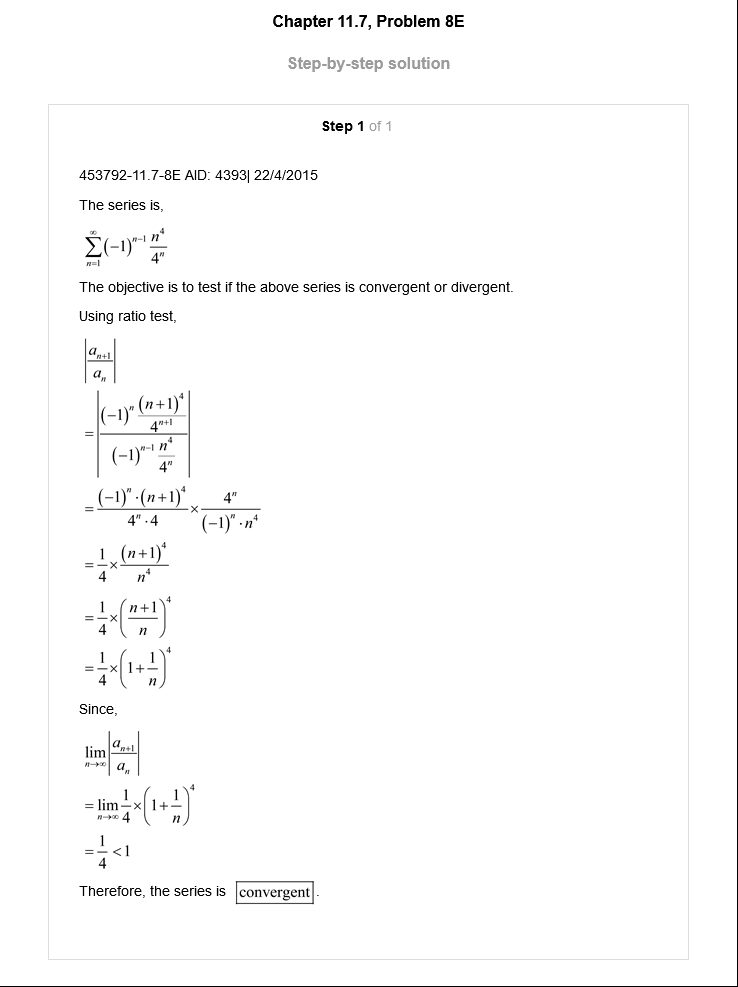 Chapter 11.7, Problem 8E
Step-by-step solution
Step 1 of 1
453792-11.7-8E AID: 4393| 22/4/2015
The series is,
$\sum_{n=1}^{\infty}(-1)^{n-1}\frac{n^4}{4^n}$
The objective is to test if the above series is convergent or divergent.
Using ratio test,
$\left|\frac{a_{n+1}}{a_n}\right|$
$=\left|\frac{(-1)^n\frac{(n+1)^4}{4^{n+1}}}{(-1)^{n-1}\frac{n^4}{4^n}}\right|$
$=\frac{(-1)^n\cdot(n+1)^4}{4^n\cdot 4}\times\frac{4^n}{(-1)^n\cdot n^4}$
$=\frac{1}{4}\times\frac{(n+1)^4}{n^4}$
$=\frac{1}{4}\times\left(\frac{n+1}{n}\right)^4$
$=\frac{1}{4}\times\left(1+\frac{1}{n}\right)^4$
Since,
$\lim_{n\to\infty}\left|\frac{a_{n+1}}{a_n}\right|$
$=\lim_{n\to\infty}\frac{1}{4}\times\left(1+\frac{1}{n}\right)^4$
$=\frac{1}{4}<1$
Therefore, the series is convergent.